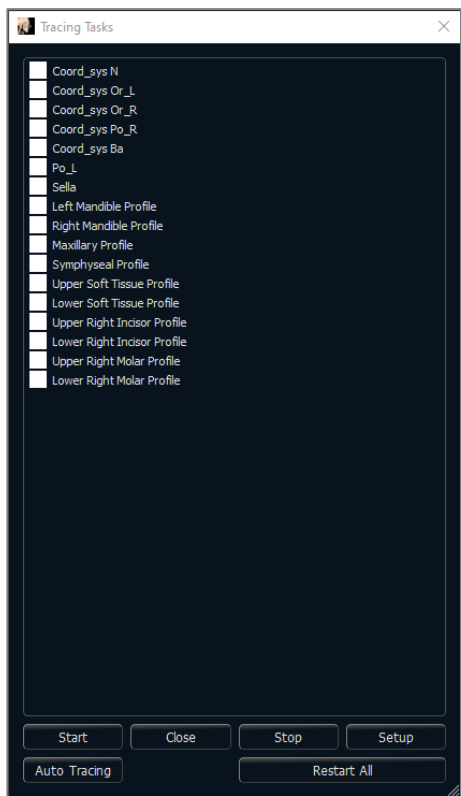 Tracing Tasks
Coord_sys N
Coord_sys Or_L
Coord_sys Or_R
Coord_sys Po_R
Coord_sys Ba
Po_L
Sella
Left Mandible Profile
Right Mandible Profile
Maxillary Profile
Symphyseal Profile
Upper Soft Tissue Profile
Lower Soft Tissue Profile
Upper Right Incisor Profile
Lower Right Incisor Profile
Upper Right Molar Profile
Lower Right Molar Profile
Start Close Stop Setup
Auto Tracing Restart All